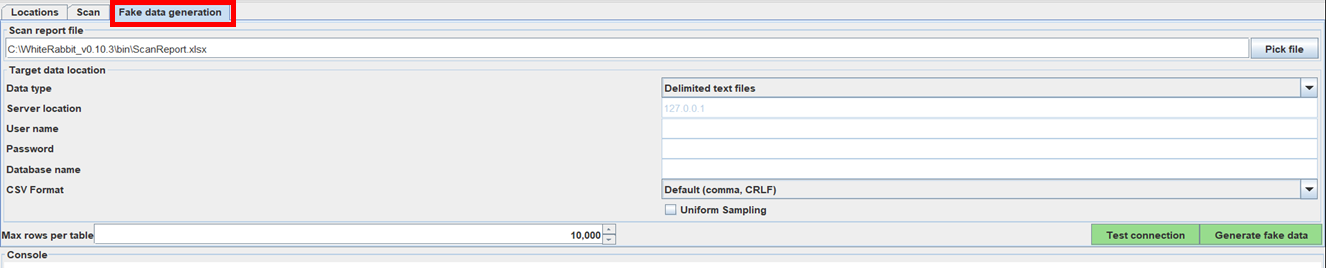 Locations Scan Fake data generation
Scan report file
C:\WhiteRabbit_v0.10.3\bin\ScanReport.xlsx Pick file
Target data location
Data type Delimited text files
Server location 127.0.0.1
User name
Password
Database name
CSV Format Default (comma, CRLF)
Uniform Sampling
Max rows per table 10,000 Test connection Generate fake data
Console